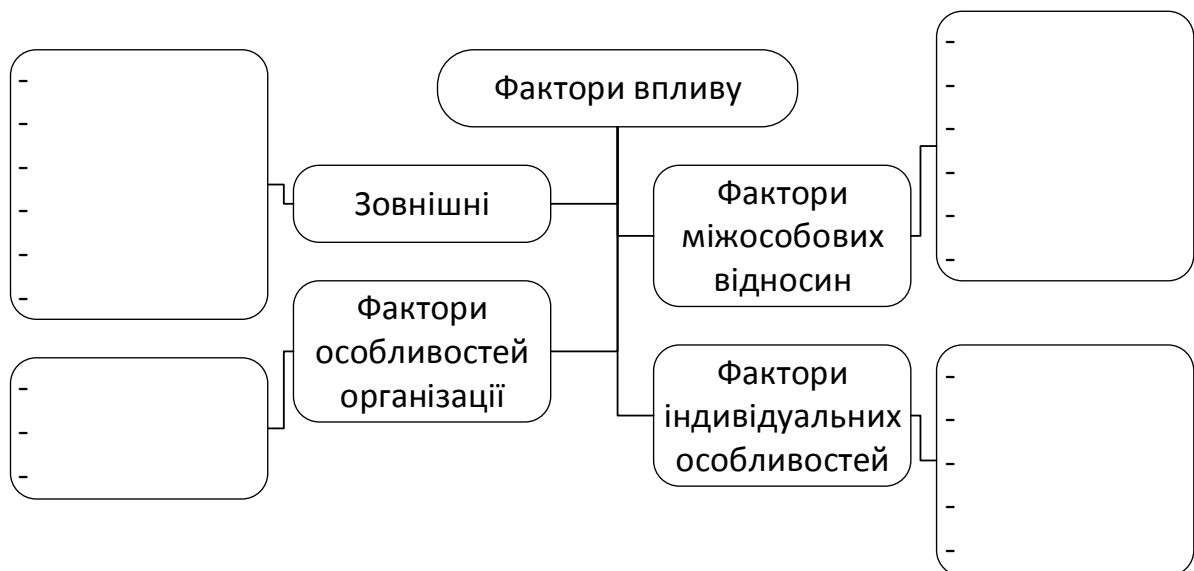 Фактори впливу
-
-
-
-
-
-
Зовнішні
Фактори
особливостей
організації
-
-
-
-
-
-
-
-
-
Фактори
міжособових
відносин
Фактори
індивідуальних
особливостей
-
-
-
-
-